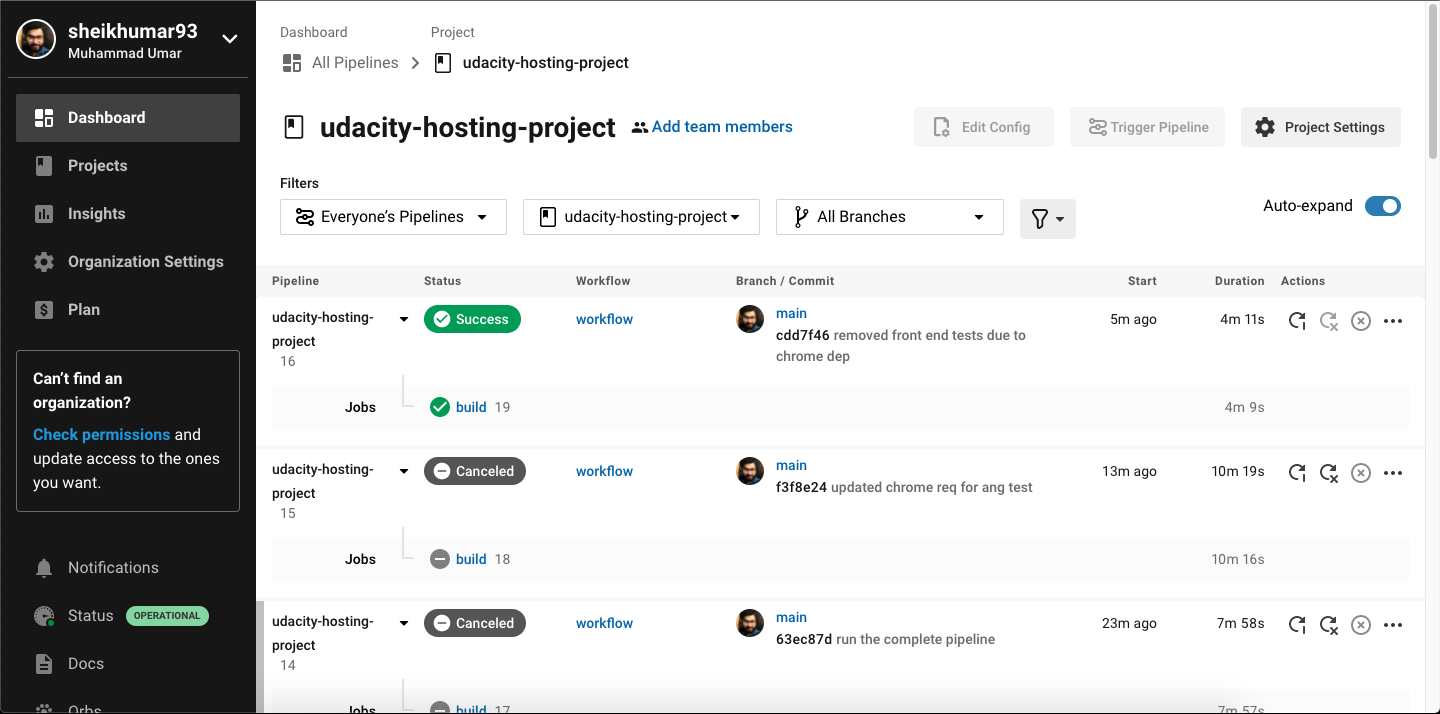 sheikhumar93
Muhammad Umar
Dashboard
Projects
Insights
Organization Settings
Plan
Can't find an
organization?
Check permissions and
update access to the ones
you want.
Notifications
Status OPERATIONAL
Docs
Orbs
Dashboard Project
All Pipelines udacity-hosting-project
udacity-hosting-project Add team members Edit Config Trigger Pipeline Project Settings
Filters
Everyone's Pipelines udacity-hosting-project All Branches Auto-expand
Pipeline Status Workflow Branch / Commit Start Duration Actions
udacity-hosting-
project
16
Success workflow
main
cdd7f46 removed front end tests due to
chrome dep
5m ago 4m 11s
Jobs build 19 4m 9s
udacity-hosting-
project
15
Canceled workflow
main
f3f8e24 updated chrome req for ang test
13m ago 10m 19s
Jobs build 18 10m 16s
udacity-hosting-
project
14
Canceled workflow
main
63ec87d run the complete pipeline
23m ago 7m 58s
Jobs build 17 7m 57s